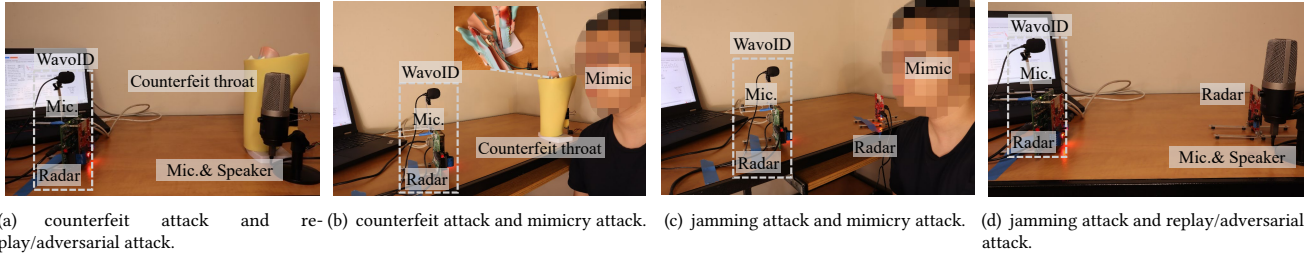 WavoID
Mic.
Radar
Counterfeit throat
Mic.& Speaker
WavoID
Mic.
Radar
Counterfeit throat
Mimic
WavoID
Mic.
Radar
Radar
Mimic
WavoID
Mic.
Radar
Radar
Mic.& Speaker
(a) counterfeit attack and re-
play/adversarial attack.
(b) counterfeit attack and mimicry attack.
(c) jamming attack and mimicry attack.
(d) jamming attack and replay/adversarial
attack.